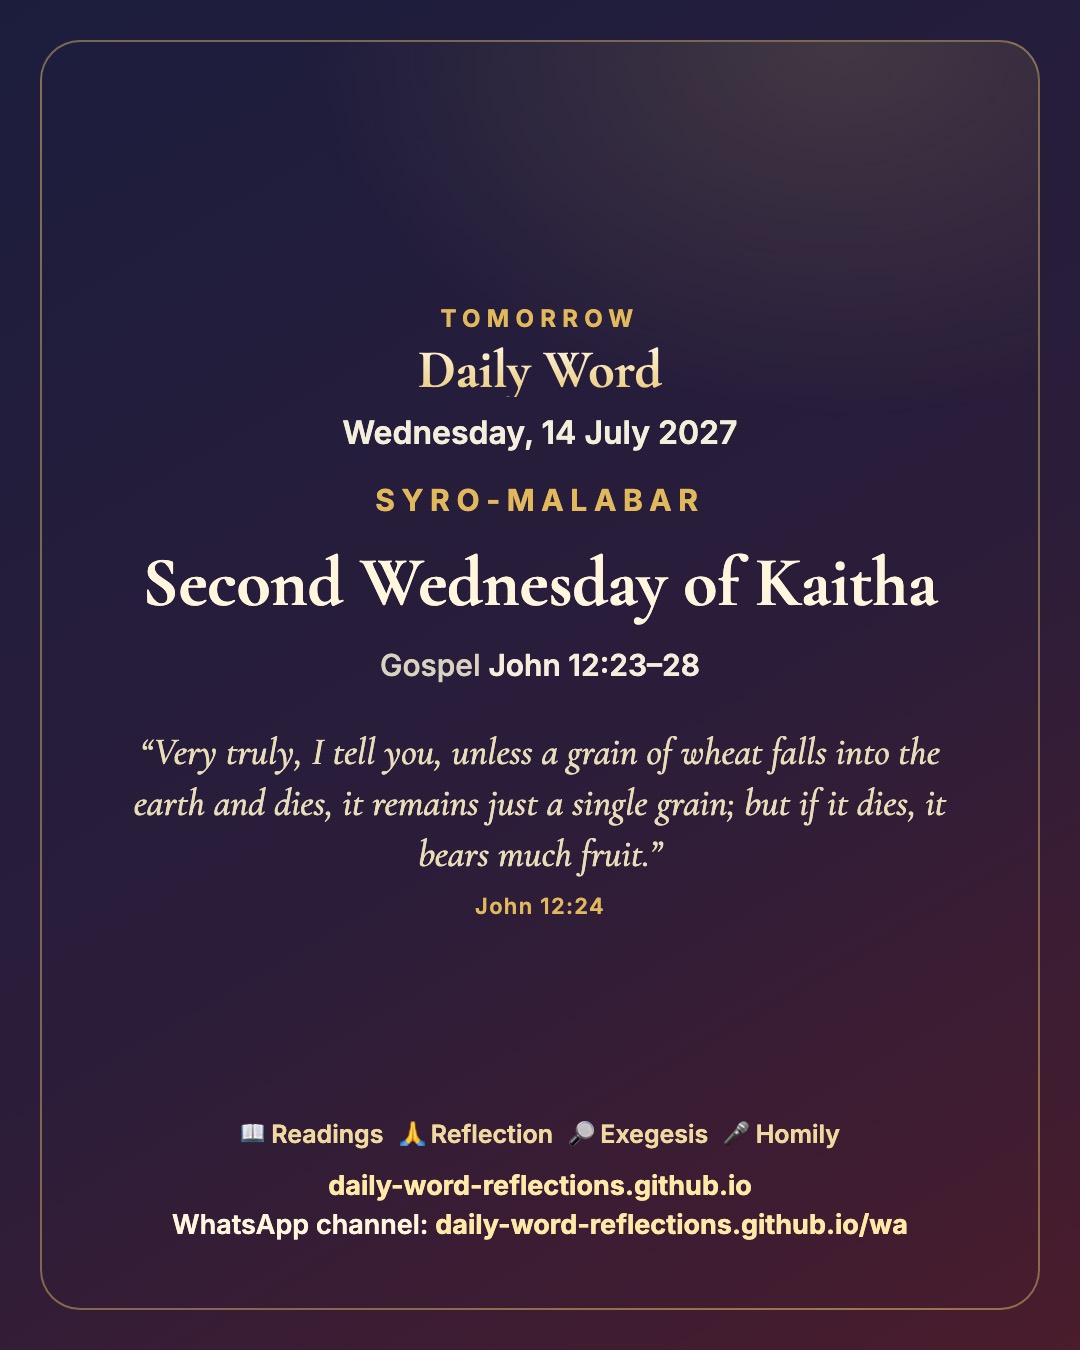 TOMORROW
Daily Word
Wednesday, 14 July 2027
SYRO-MALABAR
Second Wednesday of Kaitha
Gospel John 12:23–28
“Very truly, I tell you, unless a grain of wheat falls into the
earth and dies, it remains just a single grain; but if it dies, it
bears much fruit.”
John 12:24
📖 Readings 🙏 Reflection 🔎 Exegesis 🎤 Homily
daily-word-reflections.github.io
WhatsApp channel: daily-word-reflections.github.io/wa